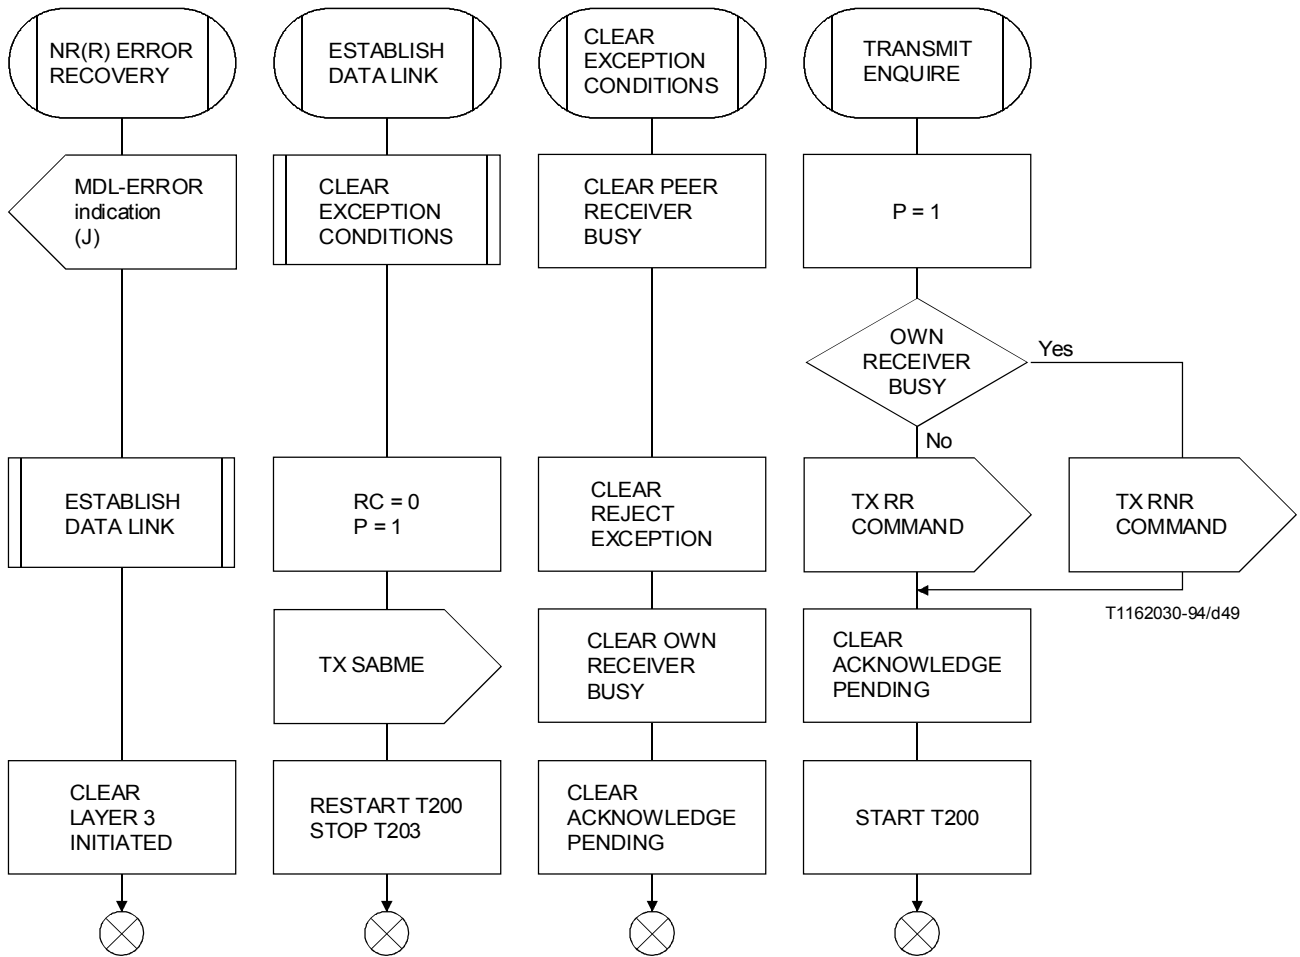 NR(R) ERROR
RECOVERY
ESTABLISH
DATA LINK
CLEAR
EXCEPTION
CONDITIONS
TRANSMIT
ENQUIRE
MDL-ERROR
indication
(J)
CLEAR
EXCEPTION
CONDITIONS
CLEAR PEER
RECEIVER
BUSY
P = 1
OWN
RECEIVER
BUSY
Yes
No
ESTABLISH
DATA LINK
RC = 0
P = 1
CLEAR
REJECT
EXCEPTION
TX RR
COMMAND
TX RNR
COMMAND
T1162030-94/d49
TX SABME
CLEAR OWN
RECEIVER
BUSY
CLEAR
ACKNOWLEDGE
PENDING
CLEAR
LAYER 3
INITIATED
RESTART T200
STOP T203
CLEAR
ACKNOWLEDGE
PENDING
START T200